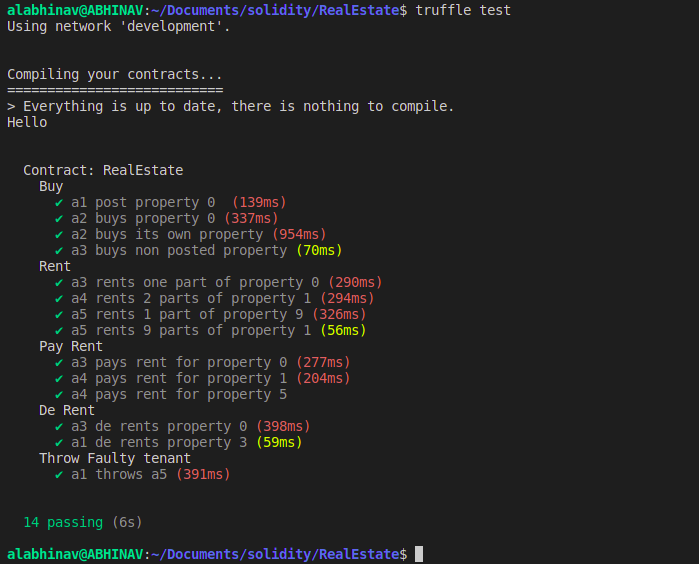 alabhinav@ABHINAV:~/Documents/solidity/RealEstate$ truffle test
Using network 'development'.
Compiling your contracts...
===========================
> Everything is up to date, there is nothing to compile.
Hello
Contract: RealEstate
Buy
✔ a1 post property 0 (139ms)
✔ a2 buys property 0 (337ms)
✔ a2 buys its own property (954ms)
✔ a3 buys non posted property (70ms)
Rent
✔ a3 rents one part of property 0 (290ms)
✔ a4 rents 2 parts of property 1 (294ms)
✔ a5 rents 1 part of property 9 (326ms)
✔ a5 rents 9 parts of property 1 (56ms)
Pay Rent
✔ a3 pays rent for property 0 (277ms)
✔ a4 pays rent for property 1 (204ms)
✔ a4 pays rent for property 5
De Rent
✔ a3 de rents property 0 (398ms)
✔ a1 de rents property 3 (59ms)
Throw Faulty tenant
✔ a1 throws a5 (391ms)
14 passing (6s)
alabhinav@ABHINAV:~/Documents/solidity/RealEstate$